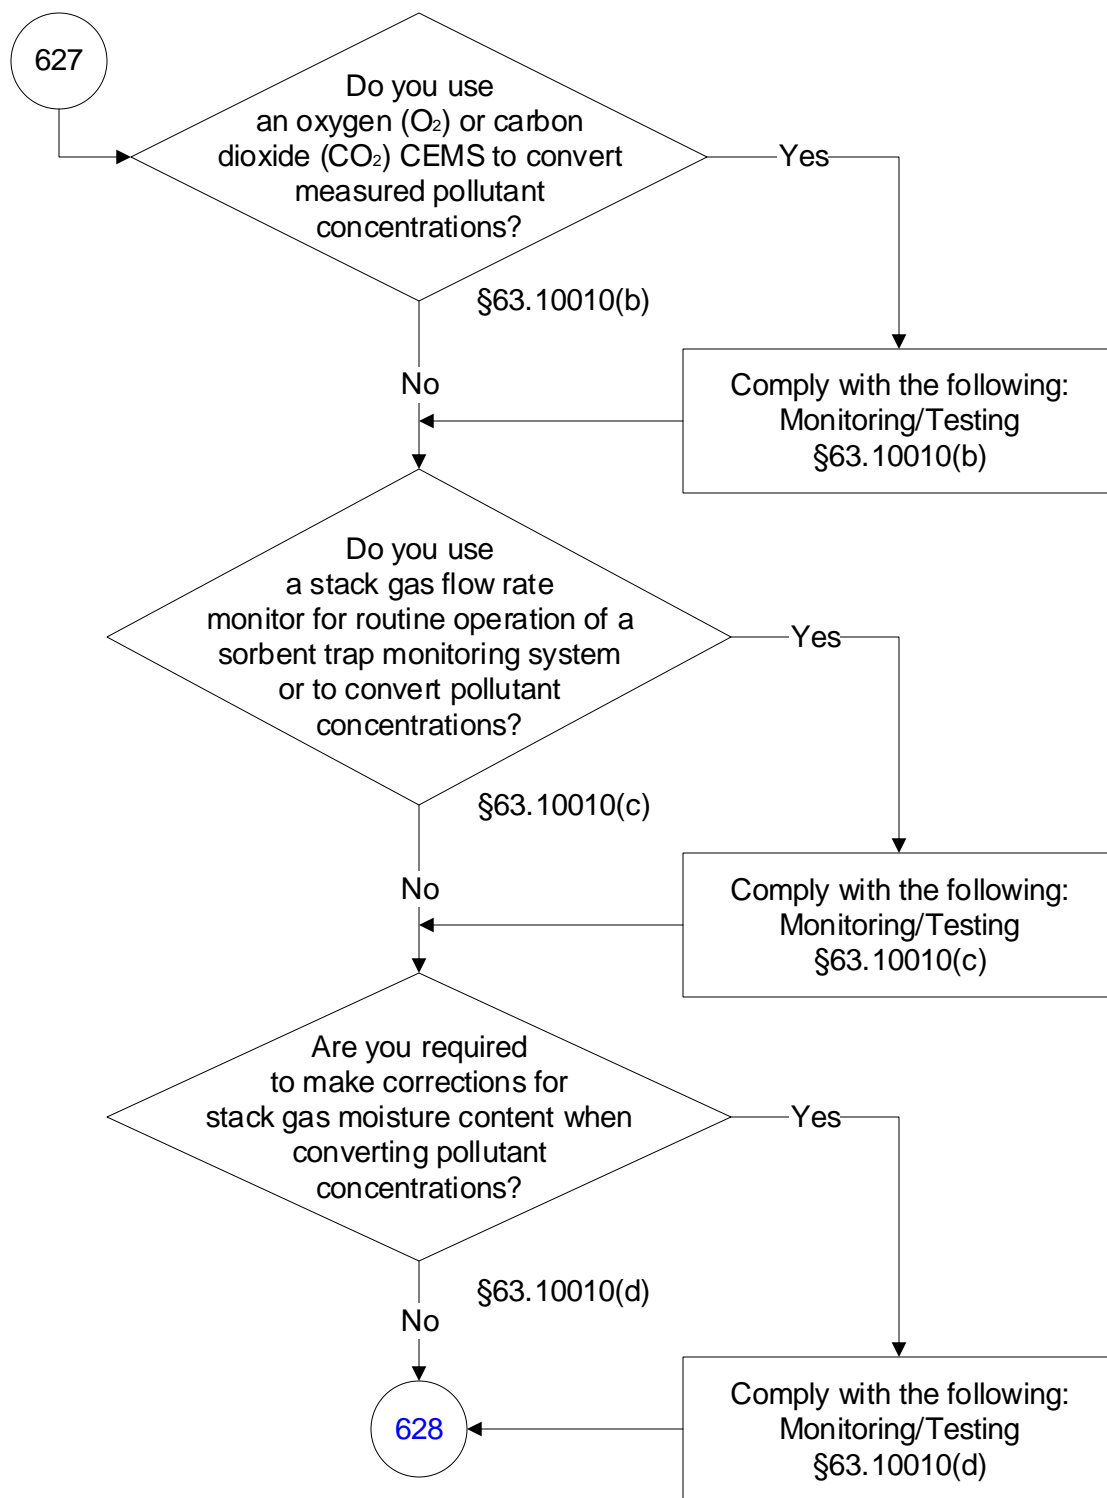 627
Do you use
an oxygen (O₂) or carbon
dioxide (CO₂) CEMS to convert
measured pollutant
concentrations?
Yes
§63.10010(b)
No
Comply with the following:
Monitoring/Testing
§63.10010(b)
Do you use
a stack gas flow rate
monitor for routine operation of a
sorbent trap monitoring system
or to convert pollutant
concentrations?
Yes
§63.10010(c)
No
Comply with the following:
Monitoring/Testing
§63.10010(c)
Are you required
to make corrections for
stack gas moisture content when
converting pollutant
concentrations?
Yes
§63.10010(d)
No
Comply with the following:
Monitoring/Testing
§63.10010(d)
628